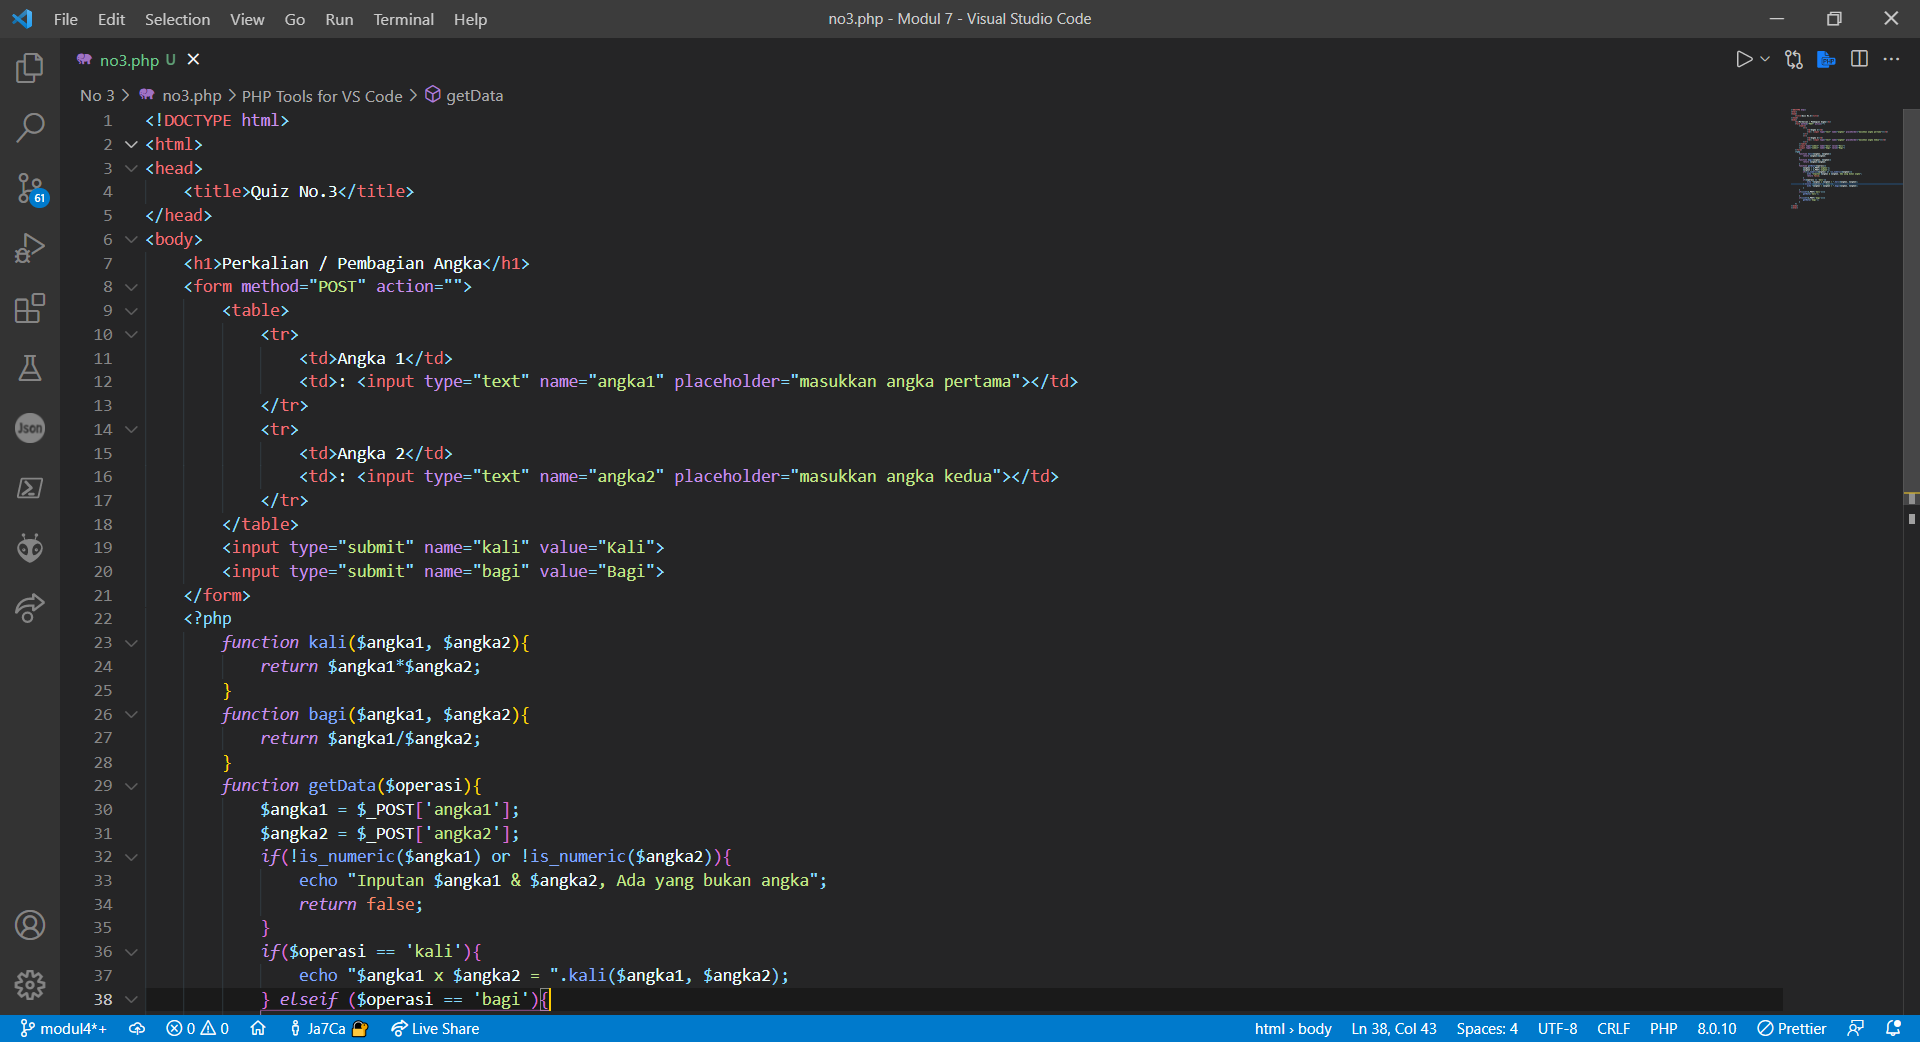 File Edit Selection View Go Run Terminal Help
no3.php - Modul 7 - Visual Studio Code
no3.php U
No 3 > no3.php > PHP Tools for VS Code > getData
1 <!DOCTYPE html>
2 <html>
3 <head>
4 <title>Quiz No.3</title>
5 </head>
6 <body>
7 <h1>Perkalian / Pembagian Angka</h1>
8 <form method="POST" action="">
9 <table>
10 <tr>
11 <td>Angka 1</td>
12 <td>: <input type="text" name="angka1" placeholder="masukkan angka pertama"></td>
13 </tr>
14 <tr>
15 <td>Angka 2</td>
16 <td>: <input type="text" name="angka2" placeholder="masukkan angka kedua"></td>
17 </tr>
18 </table>
19 <input type="submit" name="kali" value="Kali">
20 <input type="submit" name="bagi" value="Bagi">
21 </form>
22 <?php
23 function kali($angka1, $angka2){
24 return $angka1*$angka2;
25 }
26 function bagi($angka1, $angka2){
27 return $angka1/$angka2;
28 }
29 function getData($operasi){
30 $angka1 = $_POST['angka1'];
31 $angka2 = $_POST['angka2'];
32 if(!is_numeric($angka1) or !is_numeric($angka2)){
33 echo "Inputan $angka1 & $angka2, Ada yang bukan angka";
34 return false;
35 }
36 if($operasi == 'kali'){
37 echo "$angka1 x $angka2 = ".kali($angka1, $angka2);
38 } elseif ($operasi == 'bagi'){
61
Json
modul4*+ 0 0 Ja7Ca Live Share
html › body Ln 38, Col 43 Spaces: 4 UTF-8 CRLF PHP 8.0.10 Prettier